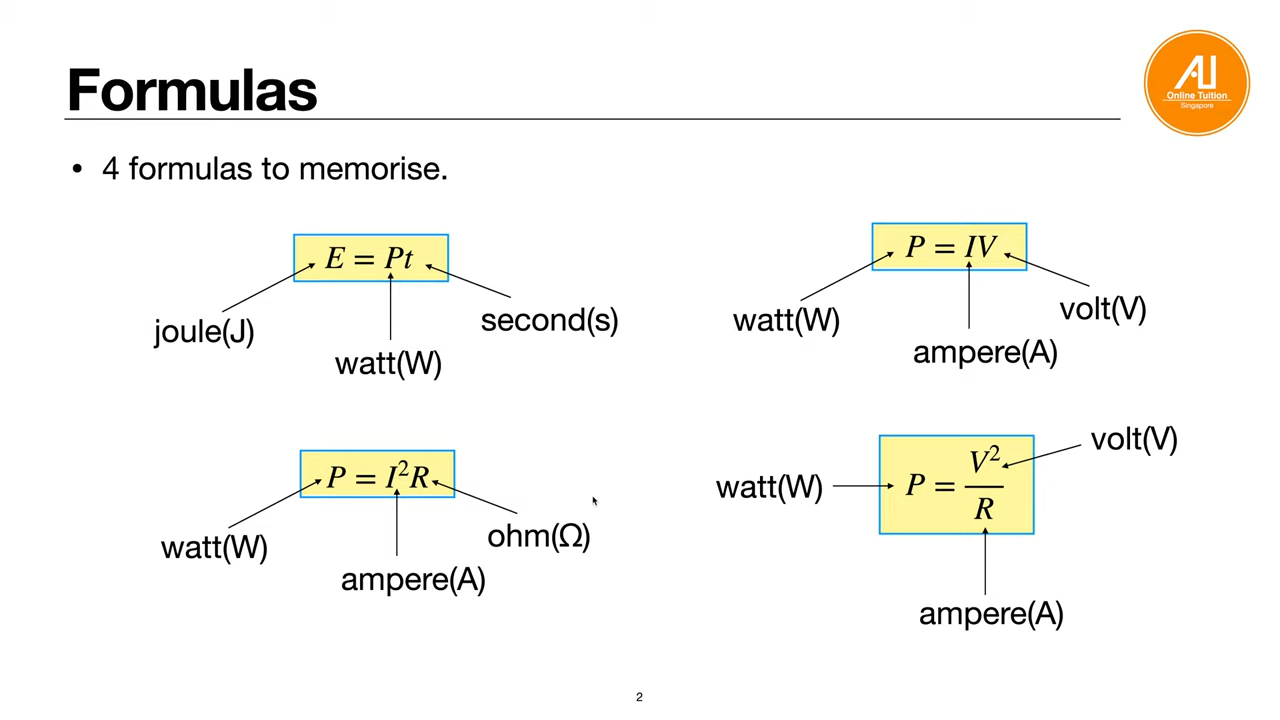 Formulas
AU
Online Tuition
Singapore
• 4 formulas to memorise.
E = Pt
joule(J)
watt(W)
second(s)
P = IV
watt(W)
ampere(A)
volt(V)
P = I²R
watt(W)
ampere(A)
ohm(Ω)
P = V²/R
watt(W)
volt(V)
ampere(A)
2